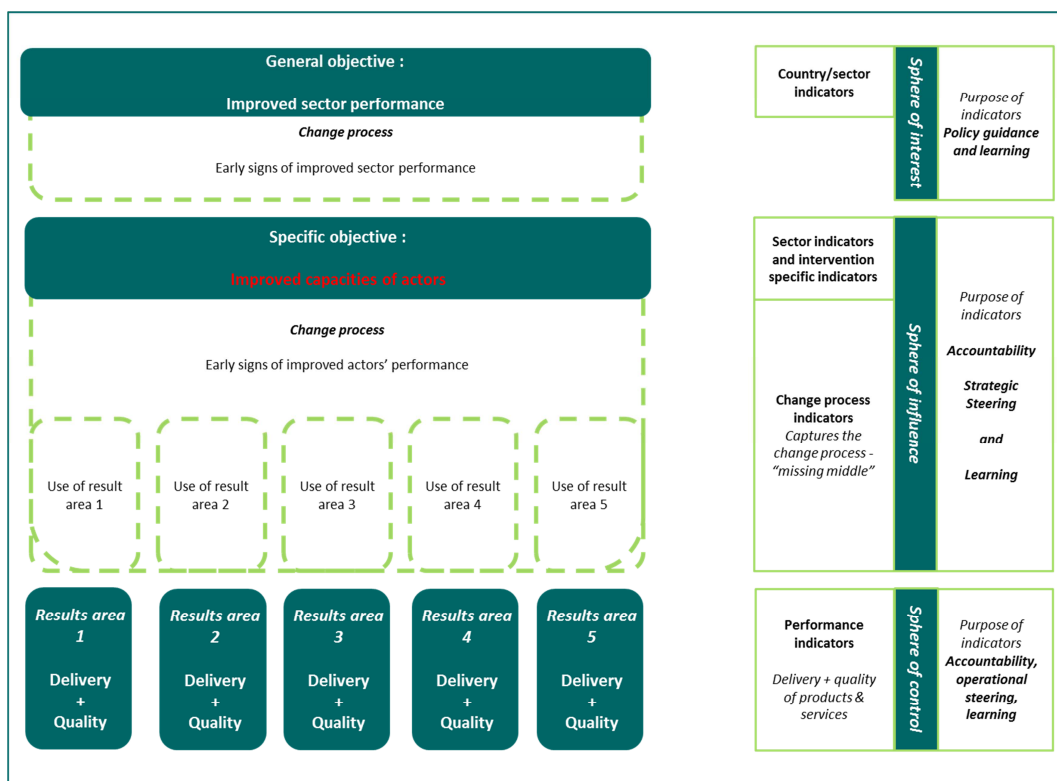 General objective :
Improved sector performance
Change process
Early signs of improved sector performance
Country/sector
indicators
Sphere of interest
Purpose of
indicators
Policy guidance
and learning
Specific objective :
Improved capacities of actors
Change process
Early signs of improved actors’ performance
Use of result
area 1
Use of result
area 2
Use of result
area 3
Use of result
area 4
Use of result
area 5
Sector indicators
and intervention
specific indicators
Change process
indicators
Captures the
change process -
“missing middle”
Sphere of influence
Purpose of
indicators
Accountability
Strategic
Steering
and
Learning
Results area
1
Delivery
+
Quality
Results area
2
Delivery
+
Quality
Results area
3
Delivery
+
Quality
Results area
4
Delivery
+
Quality
Results area
5
Delivery
+
Quality
Performance
indicators
Delivery + quality
of products &
services
Sphere of control
Purpose of
indicators
Accountability,
operational
steering,
learning